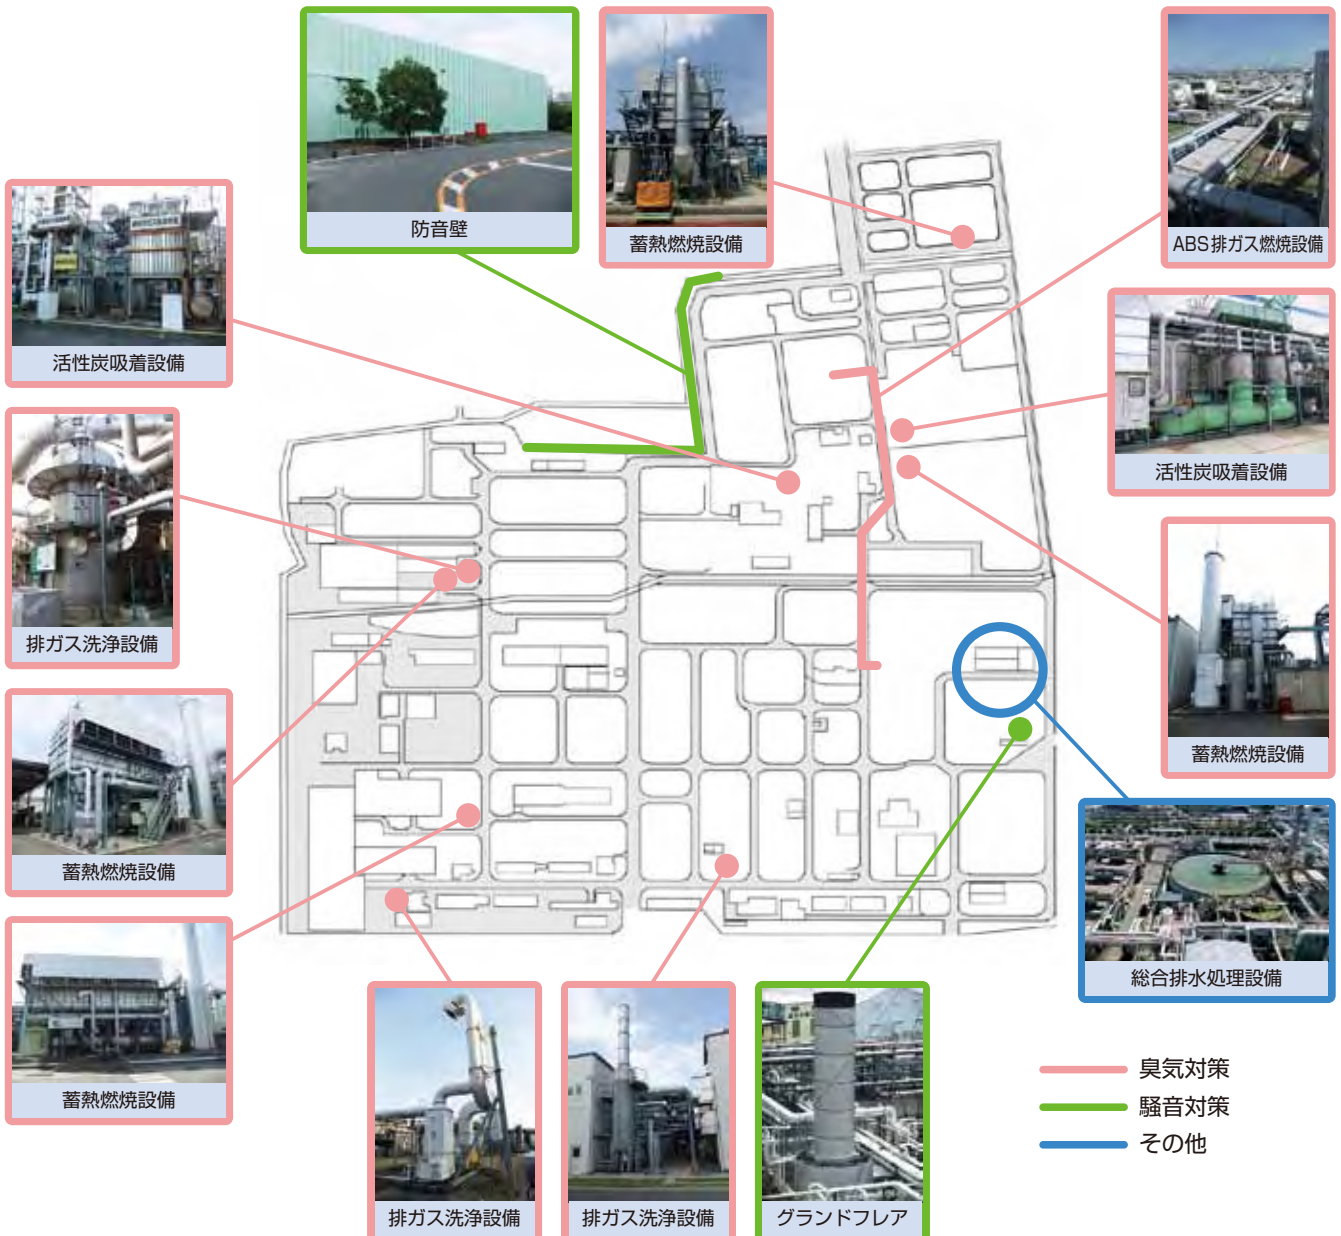 防音壁
蓄熱燃焼設備
ABS排ガス燃焼設備
活性炭吸着設備
活性炭吸着設備
排ガス洗浄設備
蓄熱燃焼設備
蓄熱燃焼設備
総合排水処理設備
蓄熱燃焼設備
排ガス洗浄設備
排ガス洗浄設備
グランドフレア
臭気対策
騒音対策
その他